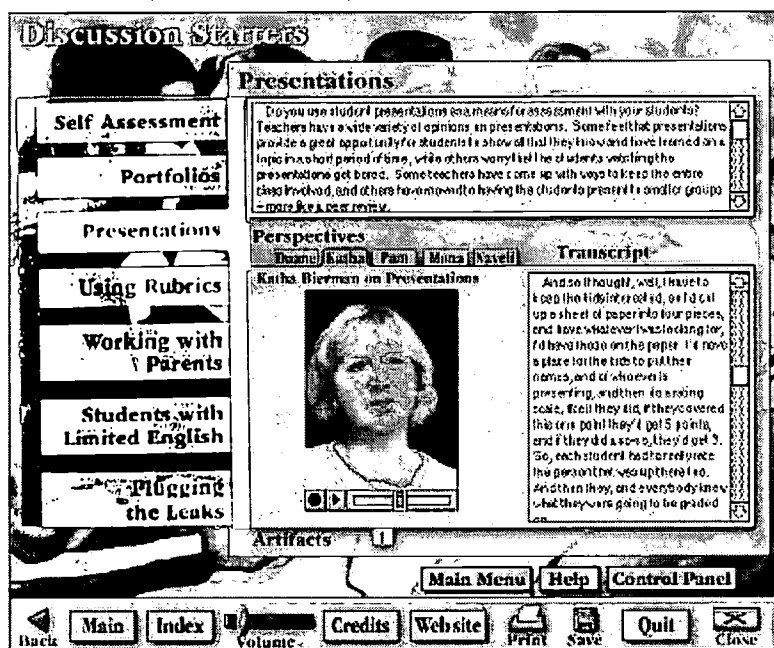 Discussion Starters
Presentations
Self Assessment
Portfolios
Presentations
Using Rubrics
Working with
Parents
Students with
Limited English
Plugging
the Leaks
Do you use student presentations as a means for assessment with your students?
Teachers have a wide variety of opinions on presentations. Some feel that presentations
provide a great opportunity for students to show all that they know and have learned on a
topic in a short period of time, while others worry that the students watching the
presentations get bored. Some teachers have come up with ways to keep the entire
class involved, and others have moved to having the students present to smaller groups
- more like a peer review.
Perspectives
Duane Katha Pam Mona Nayeli
Transcript
Katha Bierman on Presentations
And so I thought, well, I have to
keep the kids interested, so I'd cut
up a sheet of paper into four pieces,
and have whatever I was looking for,
I'd have those on the paper. I'd have
a place for the kids to put their
names, and of whoever is
presenting, and then do a rating
scale, if
they did, if they covered
this one point they'd get 5 points,
and if they did a so-so, they'd get 3.
So, each student had to really rate
the person that was up there too.
And then they, and everybody knew
what they were going to be graded
on.
Artifacts 1
Main Menu Help Control Panel
Back Main Index Volume Credits Website Print Save Quit Close